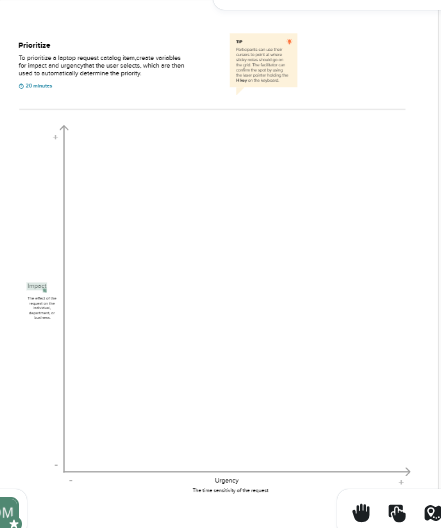 Prioritize
To prioritize a laptop request catalog item,create variables
for impact and urgencythat the user selects, which are then
used to automatically determine the priority.
20 minutes
TIP
Participants can use their
cursors to point at where
sticky notes should go on
the grid. The facilitator can
confirm the spot by using
the laser pointer holding the
H key on the keyboard.
+
Impact
The effect of the
request on the
individual,
department, or
business.
-
-
Urgency
+
The time sensitivity of the request
OM